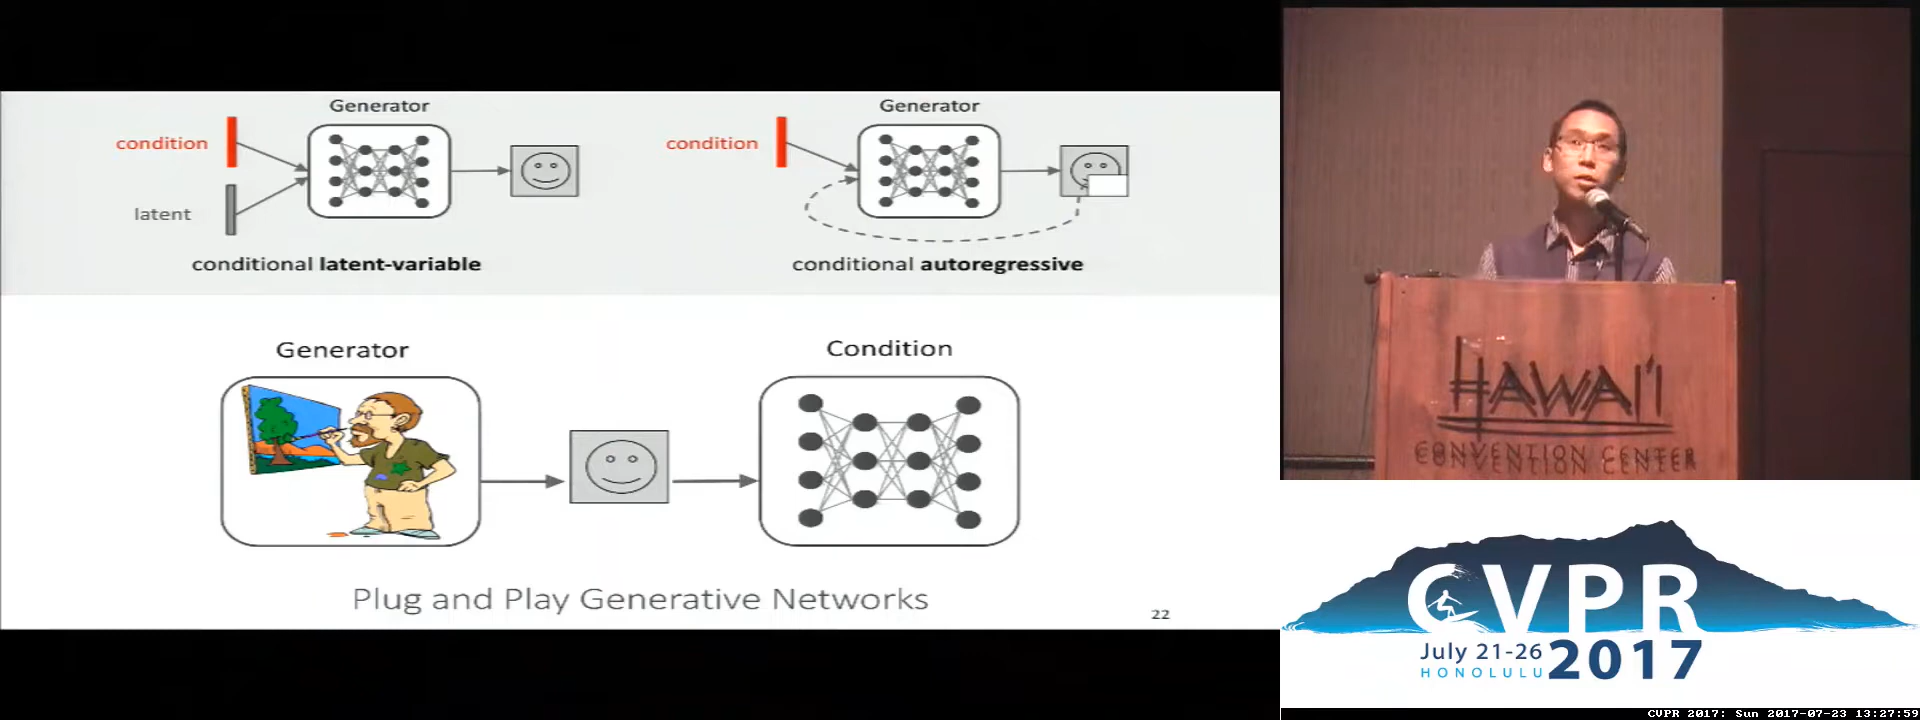 Generator
condition
latent
conditional latent-variable
Generator
condition
conditional autoregressive
Generator
Condition
Plug and Play Generative Networks
22
HAWAI'I
CONVENTION CENTER
CVPR
July 21-26
HONOLULU
2017
CVPR 2017: Sun 2017-07-23 13:27:59